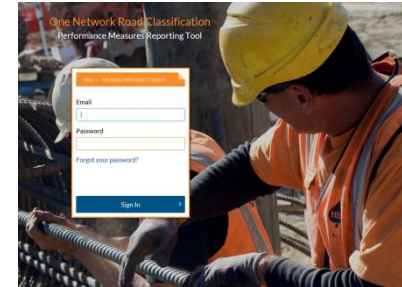 One Network Road Classification
Performance Measures Reporting Tool
REG | THE ROAD EFFICIENCY GROUP
Email
Password
Forgot your password?
Sign In